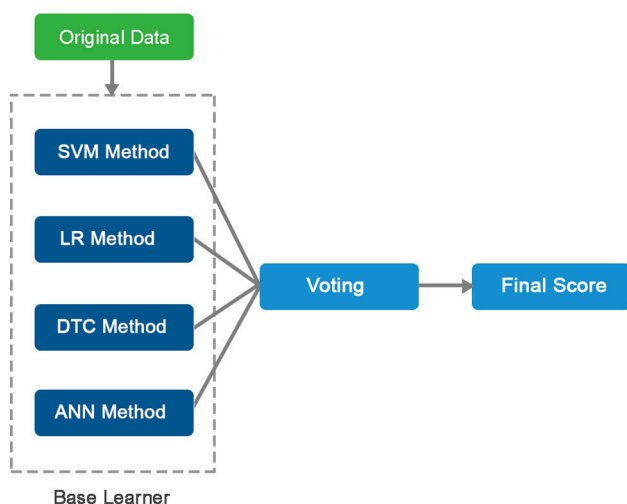 Original Data
SVM Method
LR Method
DTC Method
ANN Method
Voting
Final Score
Base Learner